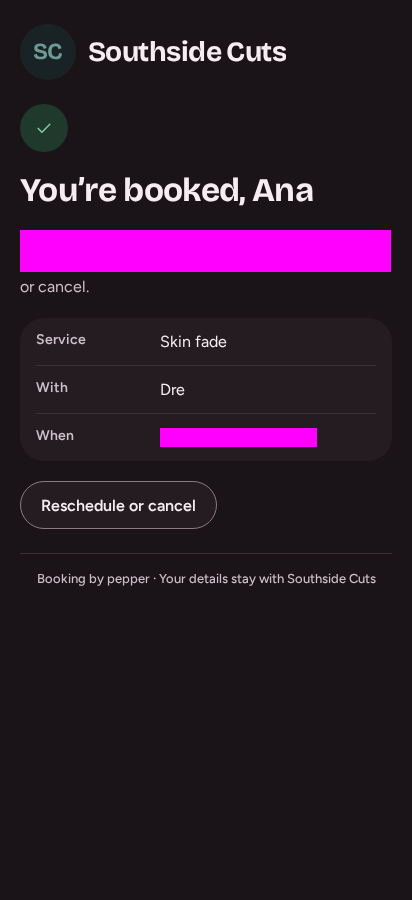 SC
Southside Cuts
You’re booked, Ana
or cancel.
Service
Skin fade
With
Dre
When
Reschedule or cancel
Booking by pepper · Your details stay with Southside Cuts